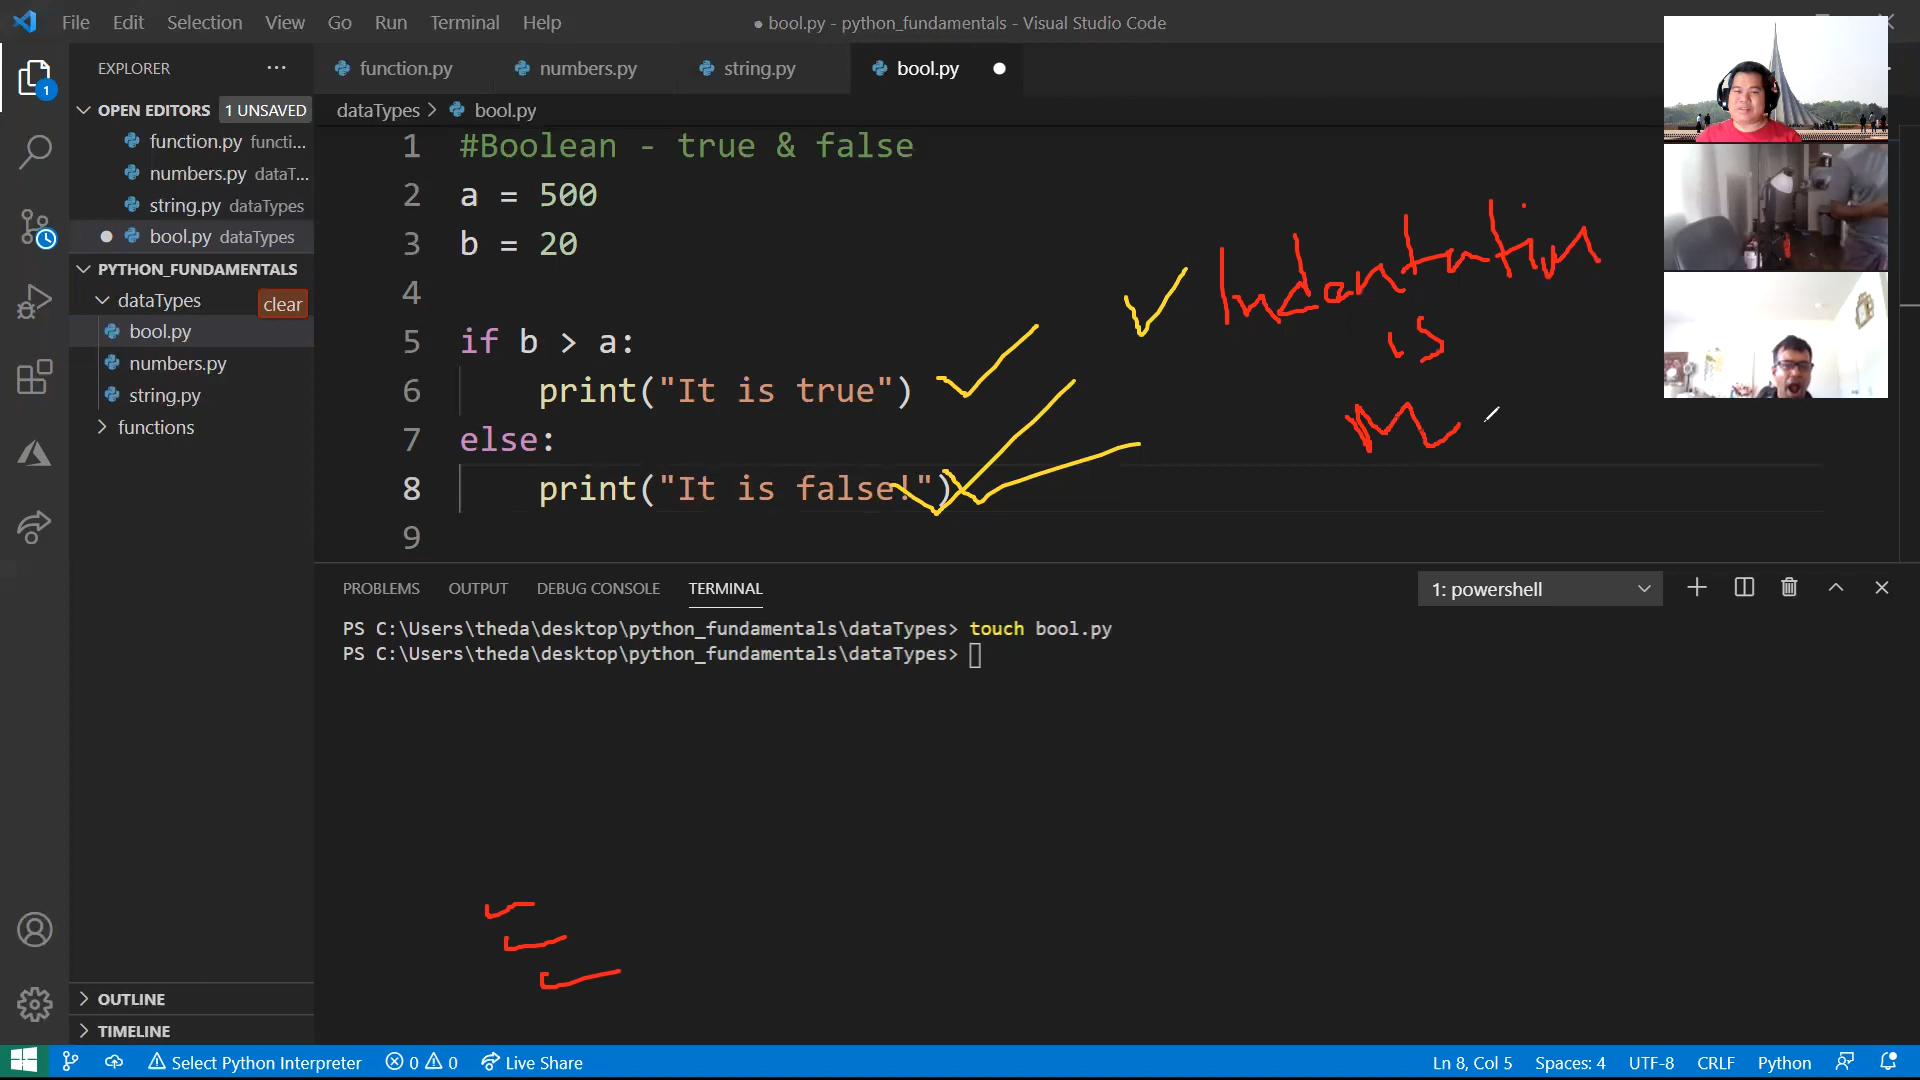 File Edit Selection View Go Run Terminal Help
● bool.py - python_fundamentals - Visual Studio Code
EXPLORER ···
OPEN EDITORS 1 UNSAVED
function.py functi...
numbers.py dataT...
string.py dataTypes
bool.py dataTypes
PYTHON_FUNDAMENTALS
dataTypes
clear
bool.py
numbers.py
string.py
functions
OUTLINE
TIMELINE
1
function.py numbers.py string.py bool.py
dataTypes > bool.py
1 #Boolean - true & false
2 a = 500
3 b = 20
4
5 if b > a:
6 print("It is true")
7 else:
8 print("It is false!")
9
Indentation
is
M
PROBLEMS OUTPUT DEBUG CONSOLE TERMINAL
1: powershell
PS C:\Users\theda\desktop\python_fundamentals\dataTypes> touch bool.py
PS C:\Users\theda\desktop\python_fundamentals\dataTypes>
Select Python Interpreter 0 0 Live Share
Ln 8, Col 5 Spaces: 4 UTF-8 CRLF Python